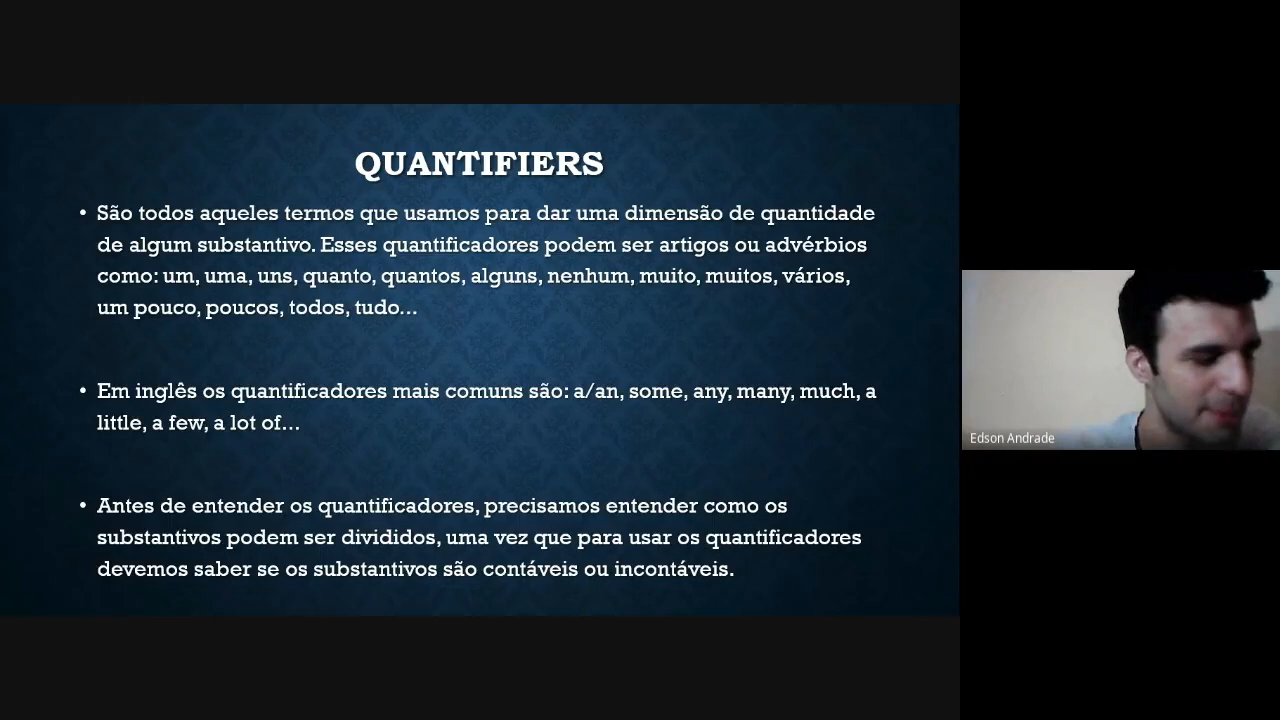 QUANTIFIERS
• São todos aqueles termos que usamos para dar uma dimensão de quantidade
de algum substantivo. Esses quantificadores podem ser artigos ou advérbios
como: um, uma, uns, quanto, quantos, alguns, nenhum, muito, muitos, vários,
um pouco, poucos, todos, tudo...
• Em inglês os quantificadores mais comuns são: a/an, some, any, many, much, a
little, a few, a lot of...
• Antes de entender os quantificadores, precisamos entender como os
substantivos podem ser divididos, uma vez que para usar os quantificadores
devemos saber se os substantivos são contáveis ou incontáveis.
Edson Andrade